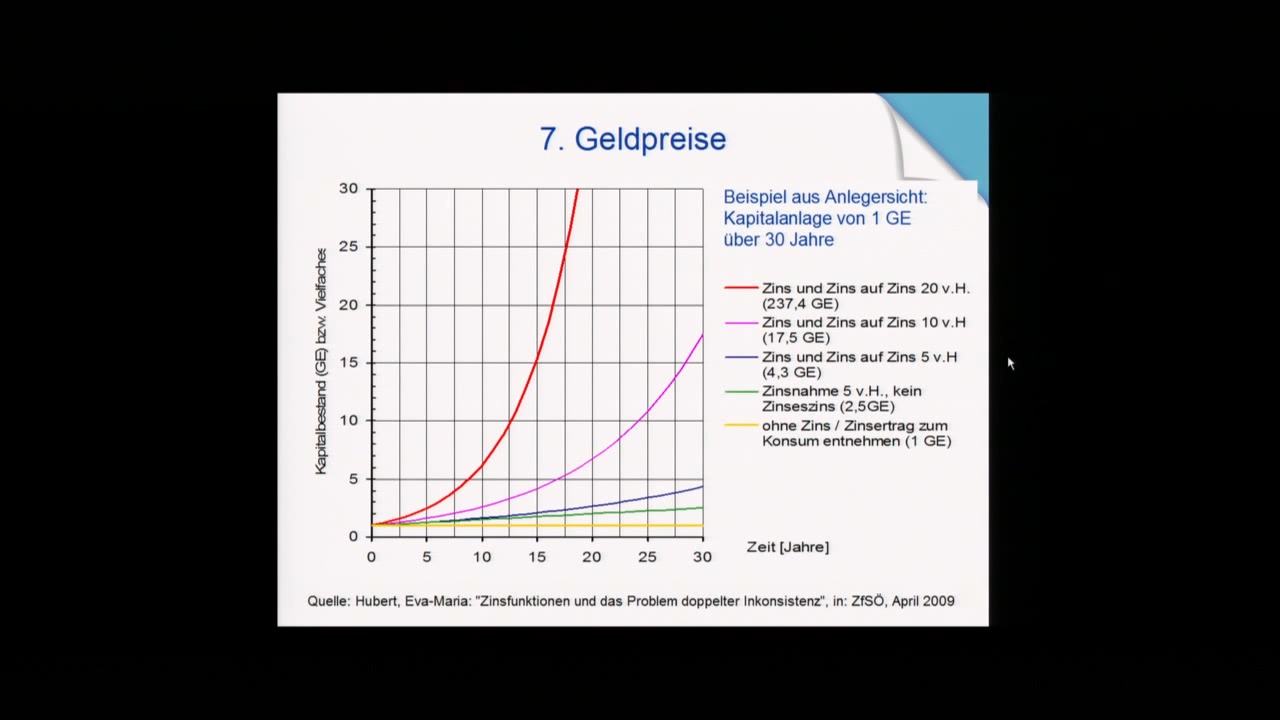 7. Geldpreise
Kapitalbestand (GE) bzw. Vielfaches
30
25
20
15
10
5
0
0 5 10 15 20 25 30
Zeit [Jahre]
Beispiel aus Anlegersicht:
Kapitalanlage von 1 GE
über 30 Jahre
Zins und Zins auf Zins 20 v.H.
(237,4 GE)
Zins und Zins auf Zins 10 v.H
(17,5 GE)
Zins und Zins auf Zins 5 v.H
(4,3 GE)
Zinsnahme 5 v.H., kein
Zinseszins (2,5GE)
ohne Zins / Zinsertrag zum
Konsum entnehmen (1 GE)
Quelle: Hubert, Eva-Maria: "Zinsfunktionen und das Problem doppelter Inkonsistenz", in: ZfSÖ, April 2009